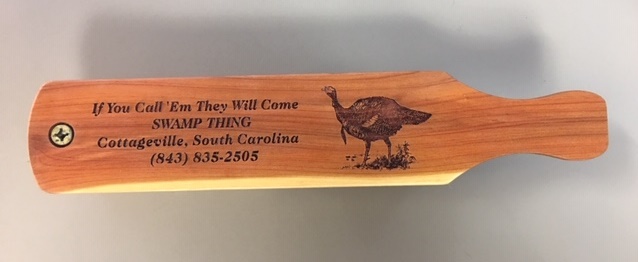 If You Call 'Em They Will Come
SWAMP THING
Cottageville, South Carolina
(843) 835-2505